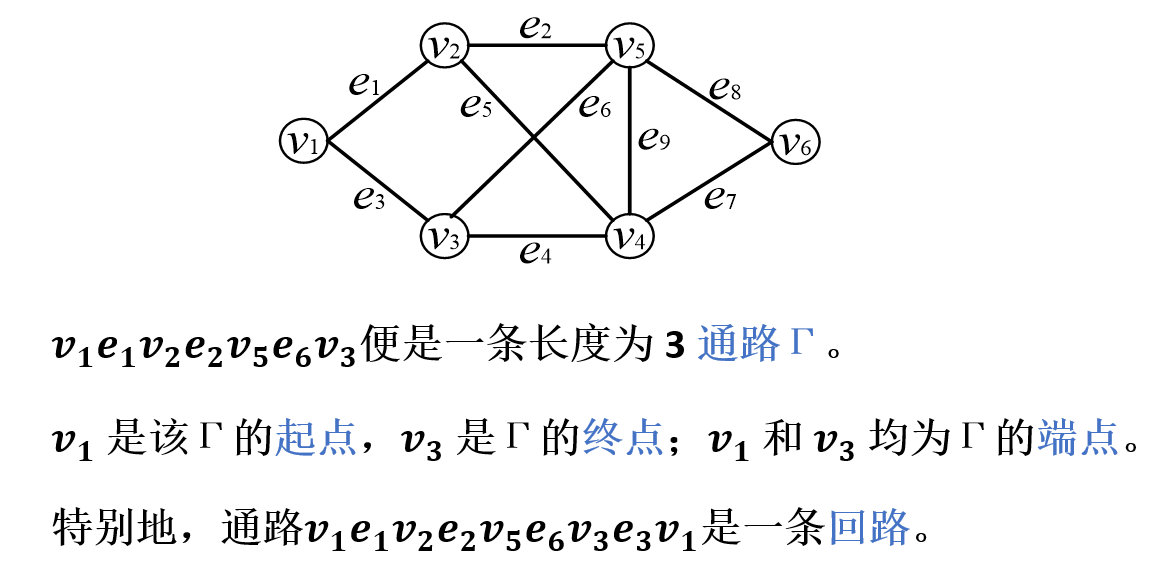 v2 e2 v5
e1 e5 e6 e8
v1 e9 v6
e3 e7
v3 e4 v4
v1e1v2e2v5e6v3便是一条长度为 3 通路Γ。
v1 是该Γ的起点，v3 是Γ的终点；v1 和 v3 均为Γ的端点。
特别地，通路v1e1v2e2v5e6v3e3v1是一条回路。